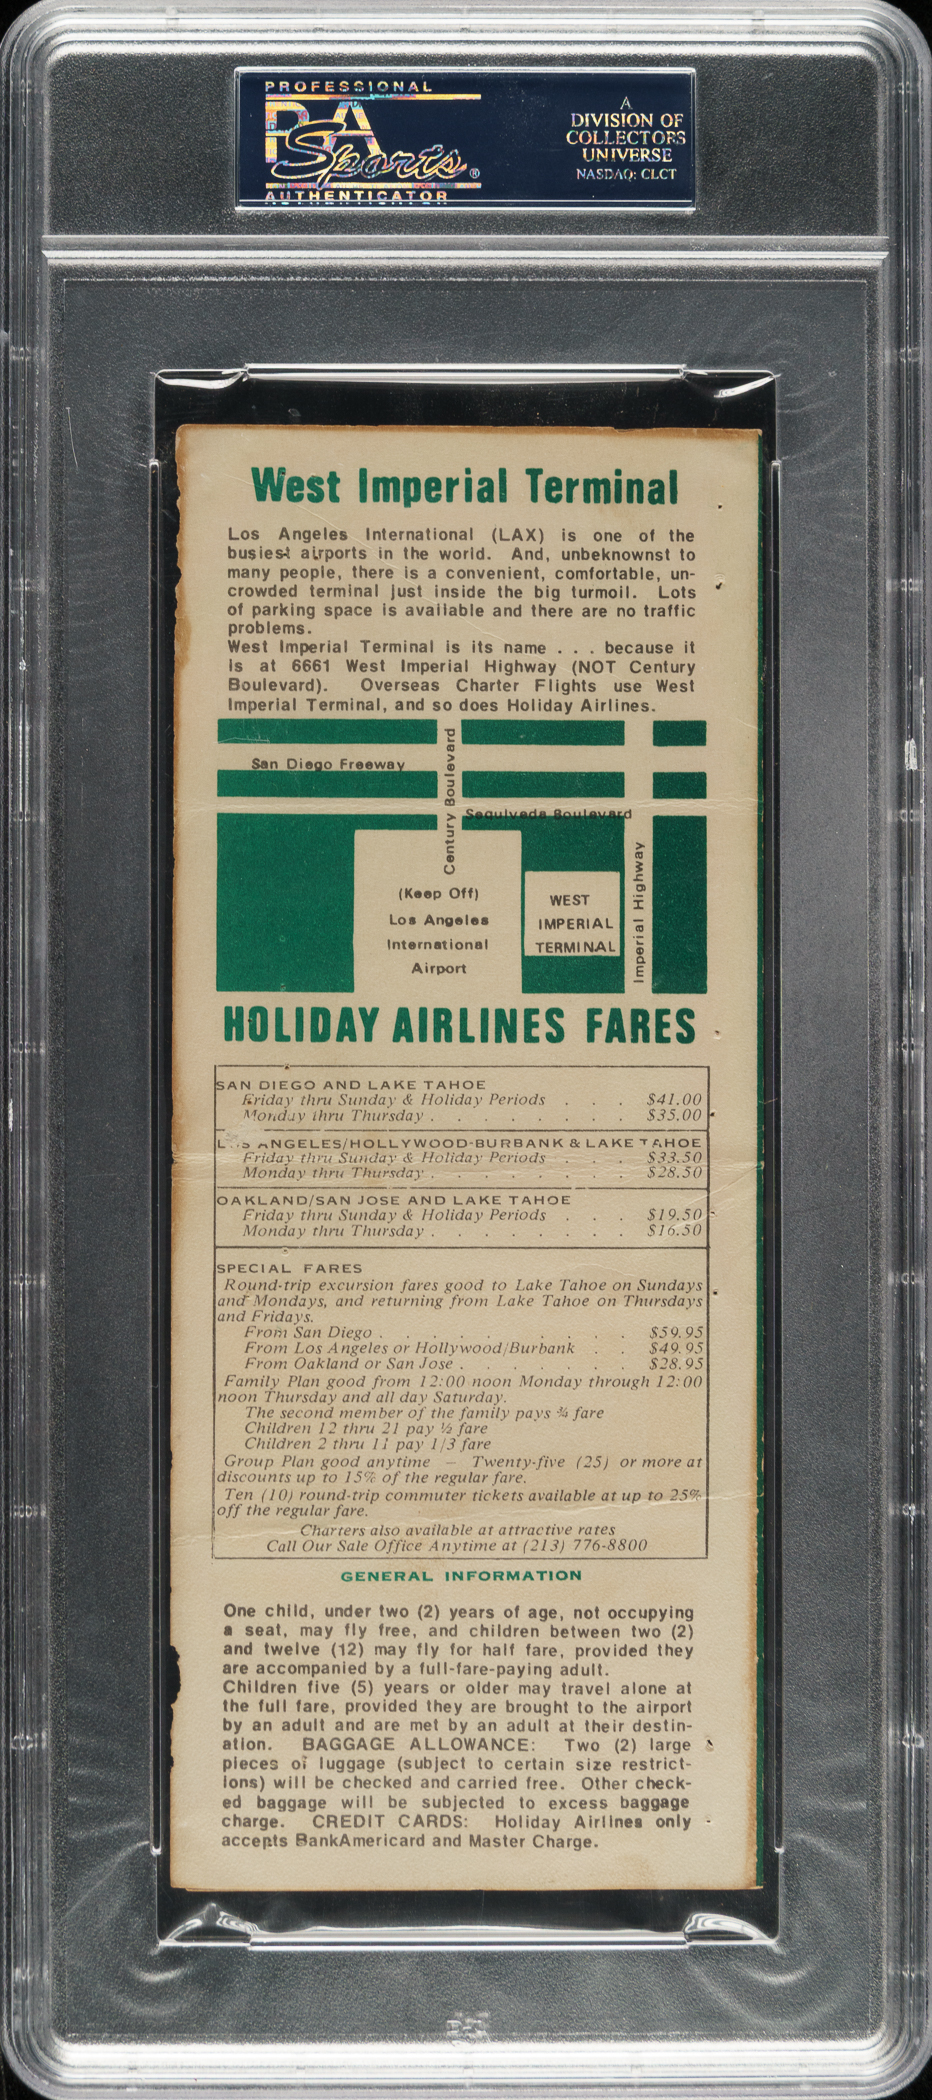 PROFESSIONAL
PSA
Sports®
AUTHENTICATOR
A
DIVISION OF
COLLECTORS
UNIVERSE
NASDAQ: CLCT
West Imperial Terminal
Los Angeles International (LAX) is one of the
busiest airports in the world. And, unbeknownst to
many people, there is a convenient, comfortable, un-
crowded terminal just inside the big turmoil. Lots
of parking space is available and there are no traffic
problems.
West Imperial Terminal is its name . . . because it
is at 6661 West Imperial Highway (NOT Century
Boulevard). Overseas Charter Flights use West
Imperial Terminal, and so does Holiday Airlines.
San Diego Freeway
Century Boulevard
Sequlveda Boulevard
Imperial Highway
(Keep Off)
Los Angeles
International
Airport
WEST
IMPERIAL
TERMINAL
HOLIDAY AIRLINES FARES
SAN DIEGO AND LAKE TAHOE
Friday thru Sunday & Holiday Periods . . . $41.00
Monday thru Thursday . . . . . . . . $35.00
LOS ANGELES/HOLLYWOOD-BURBANK & LAKE TAHOE
Friday thru Sunday & Holiday Periods . . . $33.50
Monday thru Thursday . . . . . . . . $28.50
OAKLAND/SAN JOSE AND LAKE TAHOE
Friday thru Sunday & Holiday Periods . . . $19.50
Monday thru Thursday . . . . . . . . $16.50
SPECIAL FARES
Round-trip excursion fares good to Lake Tahoe on Sundays
and Mondays, and returning from Lake Tahoe on Thursdays
and Fridays.
From San Diego . . . . . . . . . . $59.95
From Los Angeles or Hollywood/Burbank . . $49.95
From Oakland or San Jose . . . . . . . $28.95
Family Plan good from 12:00 noon Monday through 12:00
noon Thursday and all day Saturday.
The second member of the family pays ¾ fare
Children 12 thru 21 pay ½ fare
Children 2 thru 11 pay 1/3 fare
Group Plan good anytime — Twenty-five (25) or more at
discounts up to 15% of the regular fare.
Ten (10) round-trip commuter tickets available at up to 25%
off the regular fare.
Charters also available at attractive rates
Call Our Sale Office Anytime at (213) 776-8800
GENERAL INFORMATION
One child, under two (2) years of age, not occupying
a seat, may fly free, and children between two (2)
and twelve (12) may fly for half fare, provided they
are accompanied by a full-fare-paying adult.
Children five (5) years or older may travel alone at
the full fare, provided they are brought to the airport
by an adult and are met by an adult at their destin-
ation. BAGGAGE ALLOWANCE: Two (2) large
pieces of luggage (subject to certain size restrict-
ions) will be checked and carried free. Other check-
ed baggage will be subjected to excess baggage
charge. CREDIT CARDS: Holiday Airlines only
accepts BankAmericard and Master Charge.